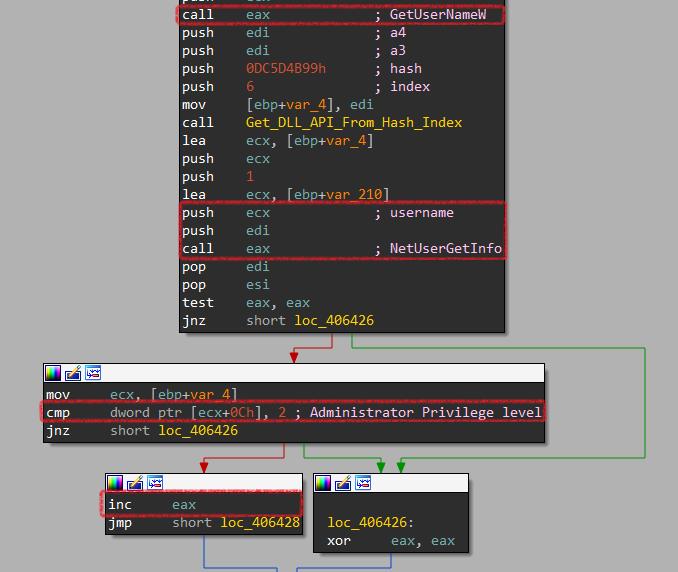 call eax ; GetUserNameW
push edi ; a4
push edi ; a3
push 0DC5D4B99h ; hash
push 6 ; index
mov [ebp+var_4], edi
call Get_DLL_API_From_Hash_Index
lea ecx, [ebp+var_4]
push ecx
push 1
lea ecx, [ebp+var_210]
push ecx ; username
push edi
call eax ; NetUserGetInfo
pop edi
pop esi
test eax, eax
jnz short loc_406426
mov ecx, [ebp+var_4]
cmp dword ptr [ecx+0Ch], 2 ; Administrator Privilege level
jnz short loc_406426
inc eax
jmp short loc_406428
loc_406426:
xor eax, eax